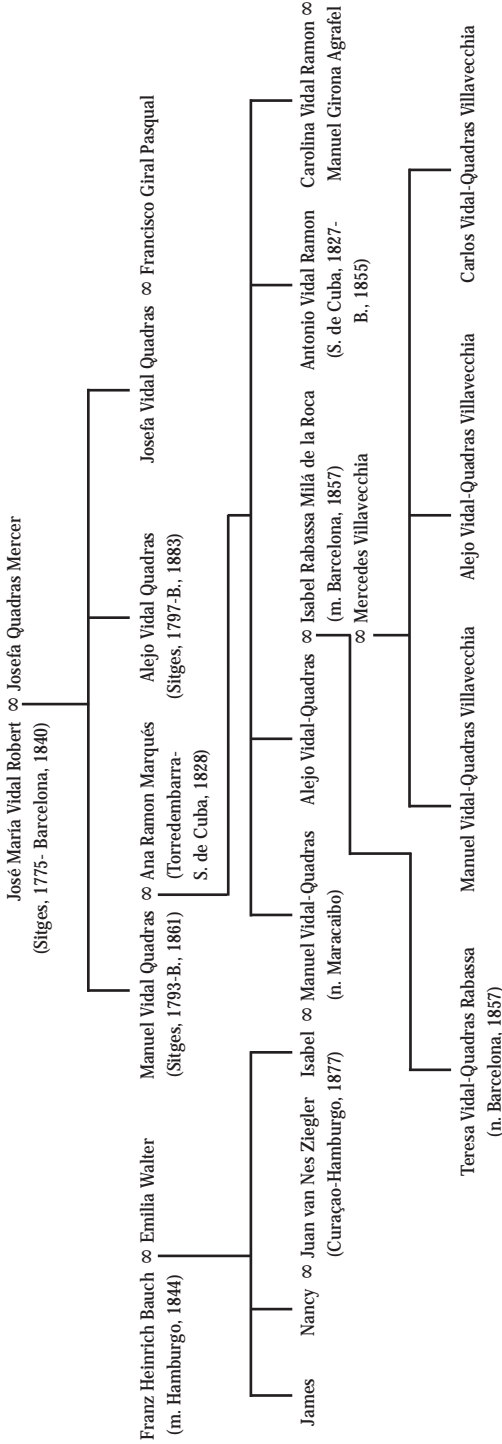 José María Vidal Robert ∞ Josefa Quadras Mercer
(Sitges, 1775- Barcelona, 1840)
Franz Heinrich Bauch ∞ Emilia Walter
(m. Hamburgo, 1844)
Manuel Vidal Quadras ∞ Ana Ramon Marqués
(Sitges, 1793-B., 1861)
(Torredembarra-
S. de Cuba, 1828)
Alejo Vidal Quadras
(Sitges, 1797-B., 1883)
Josefa Vidal Quadras ∞ Francisco Giral Pasqual
James
Nancy ∞ Juan van Nes Ziegler
(Curaçao-Hamburgo, 1877)
Isabel ∞ Manuel Vidal-Quadras
(n. Maracaibo)
Alejo Vidal-Quadras ∞ Isabel Rabassa Milá de la Roca
(m. Barcelona, 1857)
∞ Mercedes Villavecchia
Antonio Vidal Ramon
(S. de Cuba, 1827-
B., 1855)
Carolina Vidal Ramon ∞
Manuel Girona Agrafel
Teresa Vidal-Quadras Rabassa
(n. Barcelona, 1857)
Manuel Vidal-Quadras Villavecchia
Alejo Vidal-Quadras Villavecchia
Carlos Vidal-Quadras Villavecchia